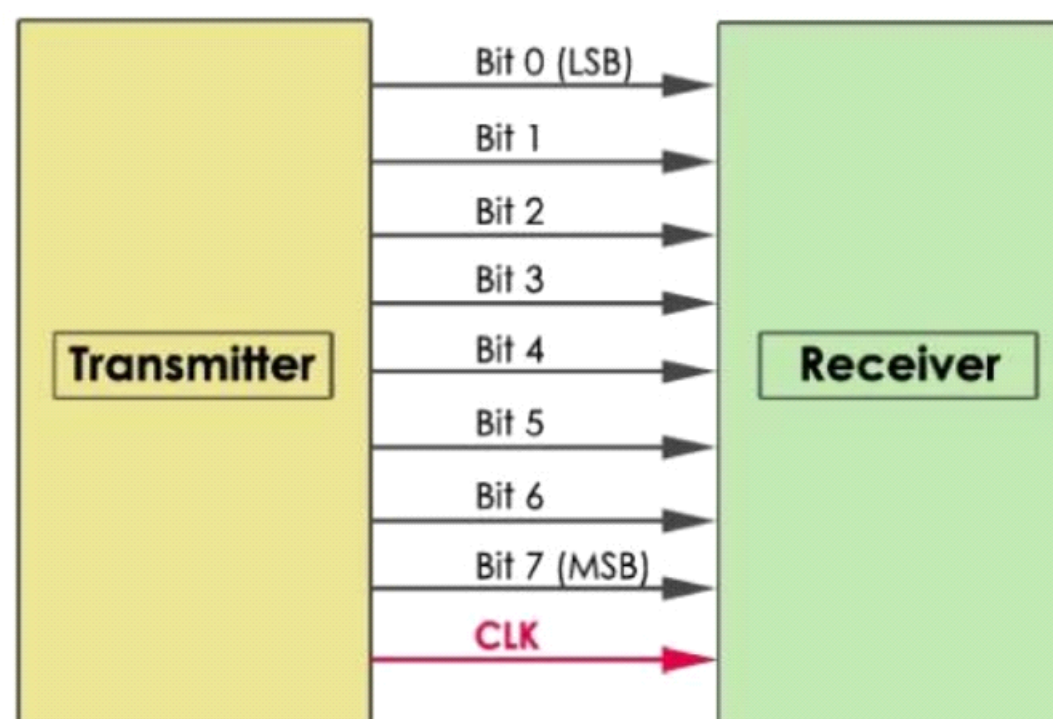 Bit 0 (LSB)
Bit 1
Bit 2
Bit 3
Transmitter
Bit 4
Receiver
Bit 5
Bit 6
Bit 7 (MSB)
CLK